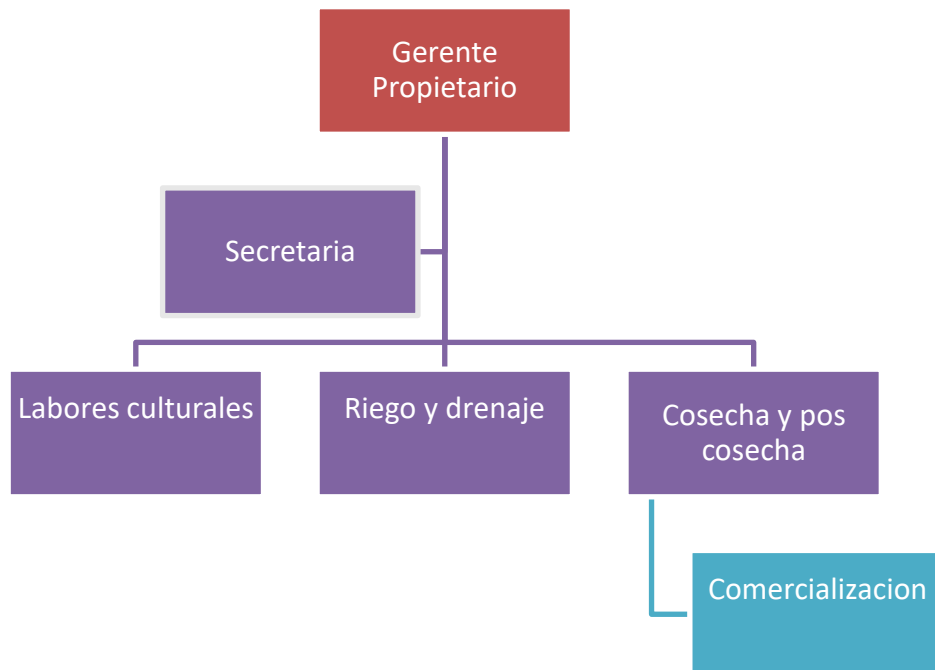 Gerente
Propietario
Secretaria
Labores culturales
Riego y drenaje
Cosecha y pos
cosecha
Comercializacion